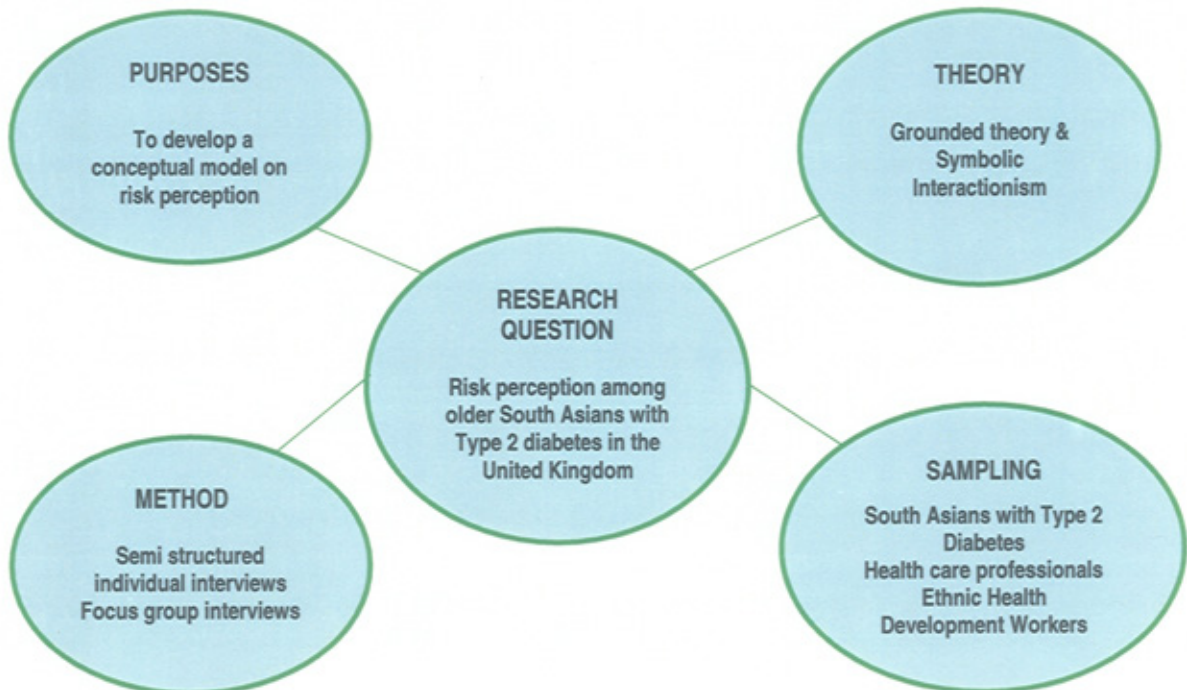 PURPOSES
To develop a
conceptual model on
risk perception
THEORY
Grounded theory &
Symbolic
Interactionism
RESEARCH
QUESTION
Risk perception among
older South Asians with
Type 2 diabetes in the
United Kingdom
METHOD
Semi structured
individual interviews
Focus group interviews
SAMPLING
South Asians with Type 2
Diabetes
Health care professionals
Ethnic Health
Development Workers